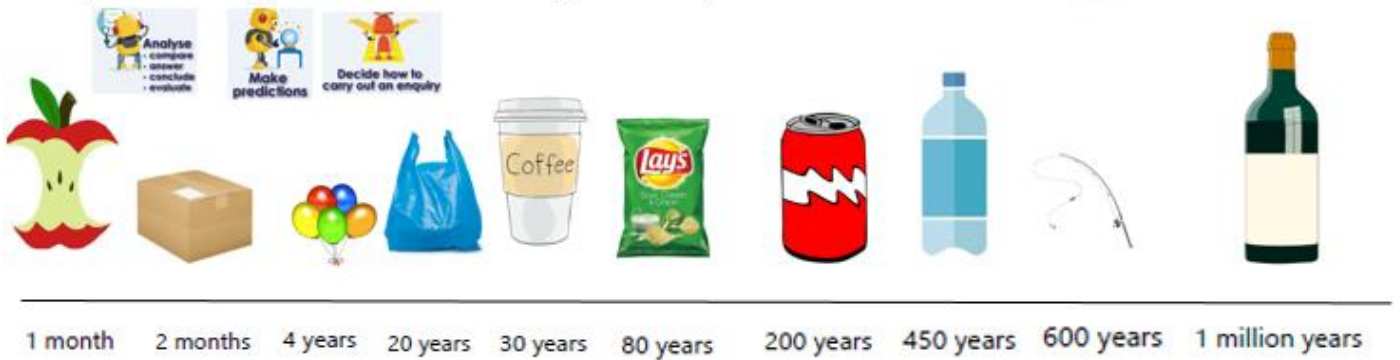 Analyse
- compare
- answer
- conclude
- evaluate
Make
predictions
Decide how to
carry out an enquiry
Coffee
Lay's
1 month
2 months
4 years
20 years
30 years
80 years
200 years
450 years
600 years
1 million years